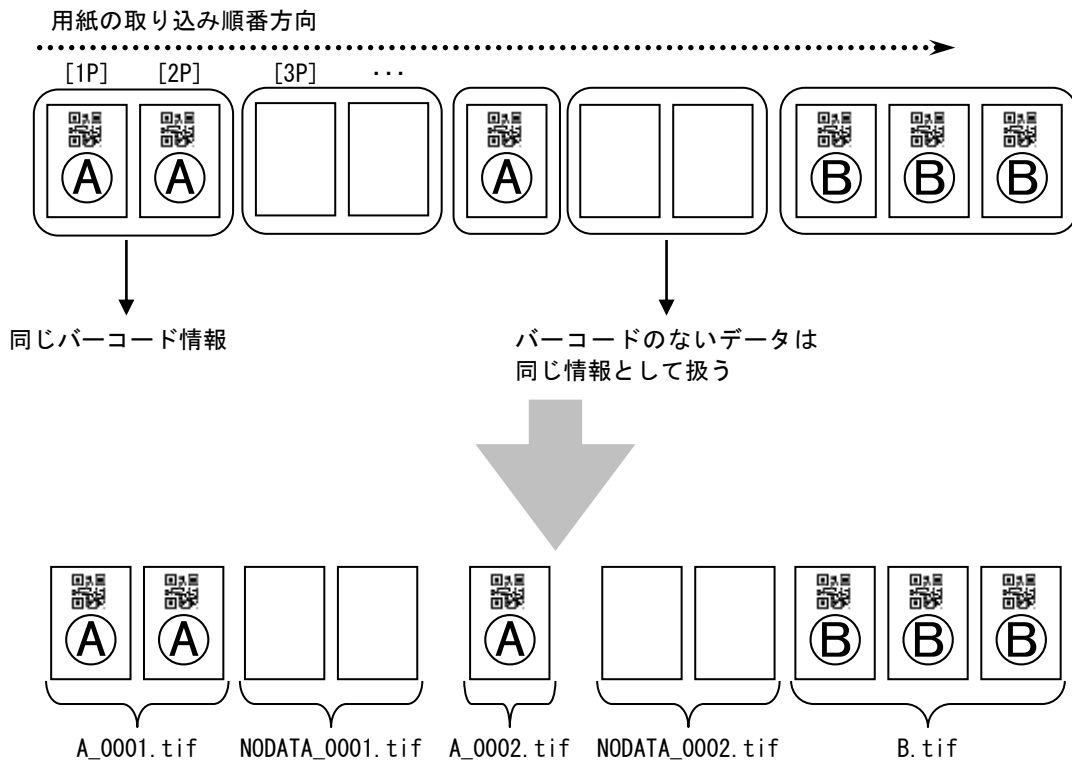 用紙の取り込み順番方向
[1P] [2P] [3P] ･･･
A A A B B B
同じバーコード情報
バーコードのないデータは
同じ情報として扱う
A A A B B B
A_0001.tif NODATA_0001.tif A_0002.tif NODATA_0002.tif B.tif